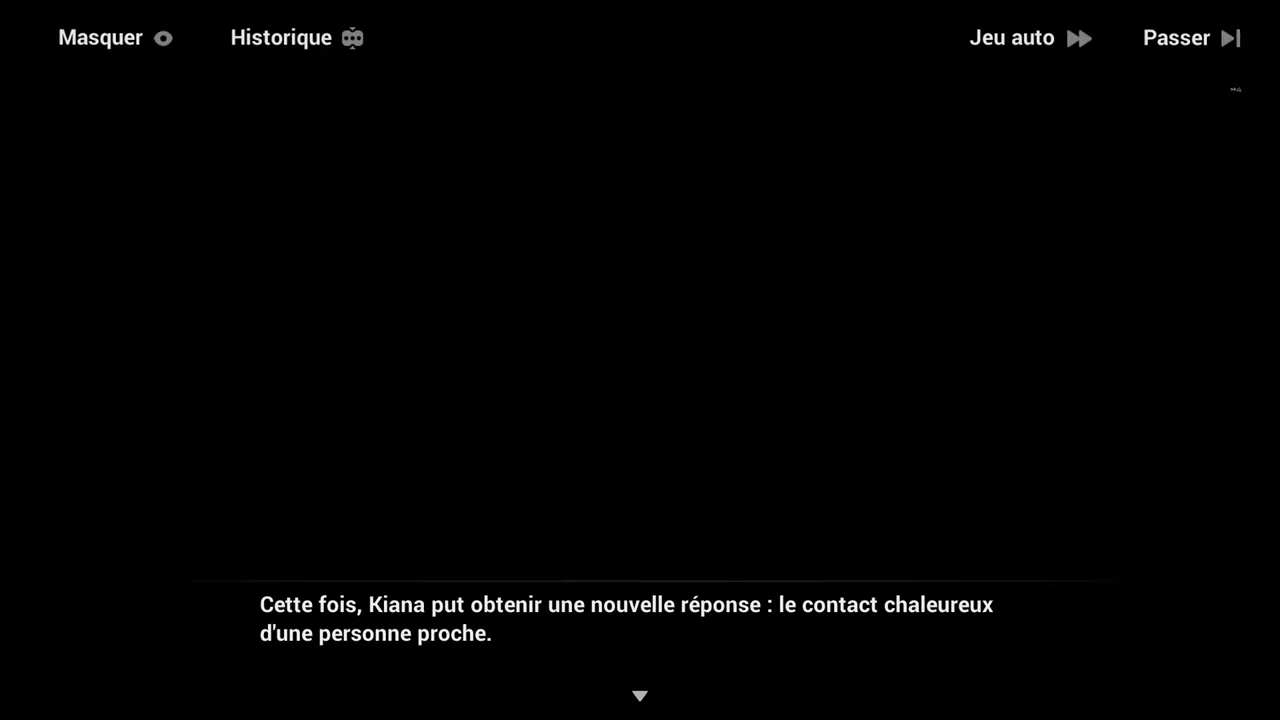 Masquer Historique Jeu auto Passer
Cette fois, Kiana put obtenir une nouvelle réponse : le contact chaleureux
d'une personne proche.